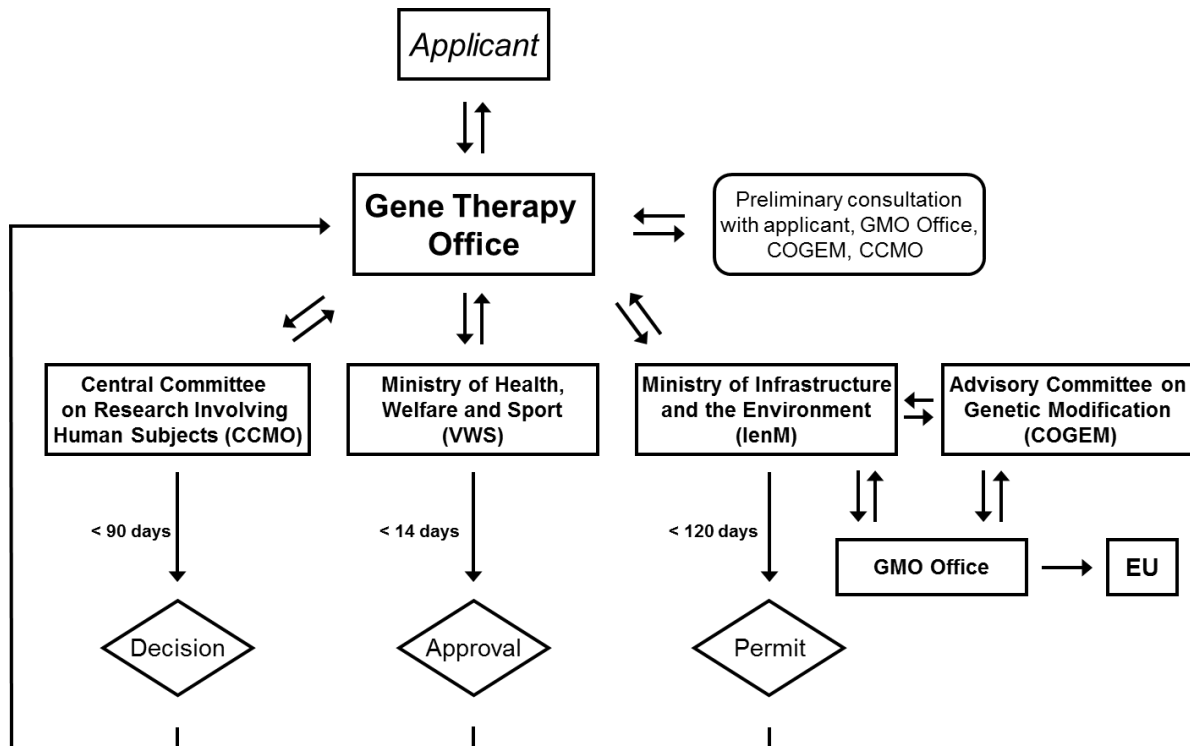 Applicant
Gene Therapy
Office
Preliminary consultation
with applicant, GMO Office,
COGEM, CCMO
Central Committee
on Research Involving
Human Subjects (CCMO)
Ministry of Health,
Welfare and Sport
(VWS)
Ministry of Infrastructure
and the Environment
(IenM)
Advisory Committee on
Genetic Modification
(COGEM)
< 90 days
< 14 days
< 120 days
GMO Office
EU
Decision
Approval
Permit